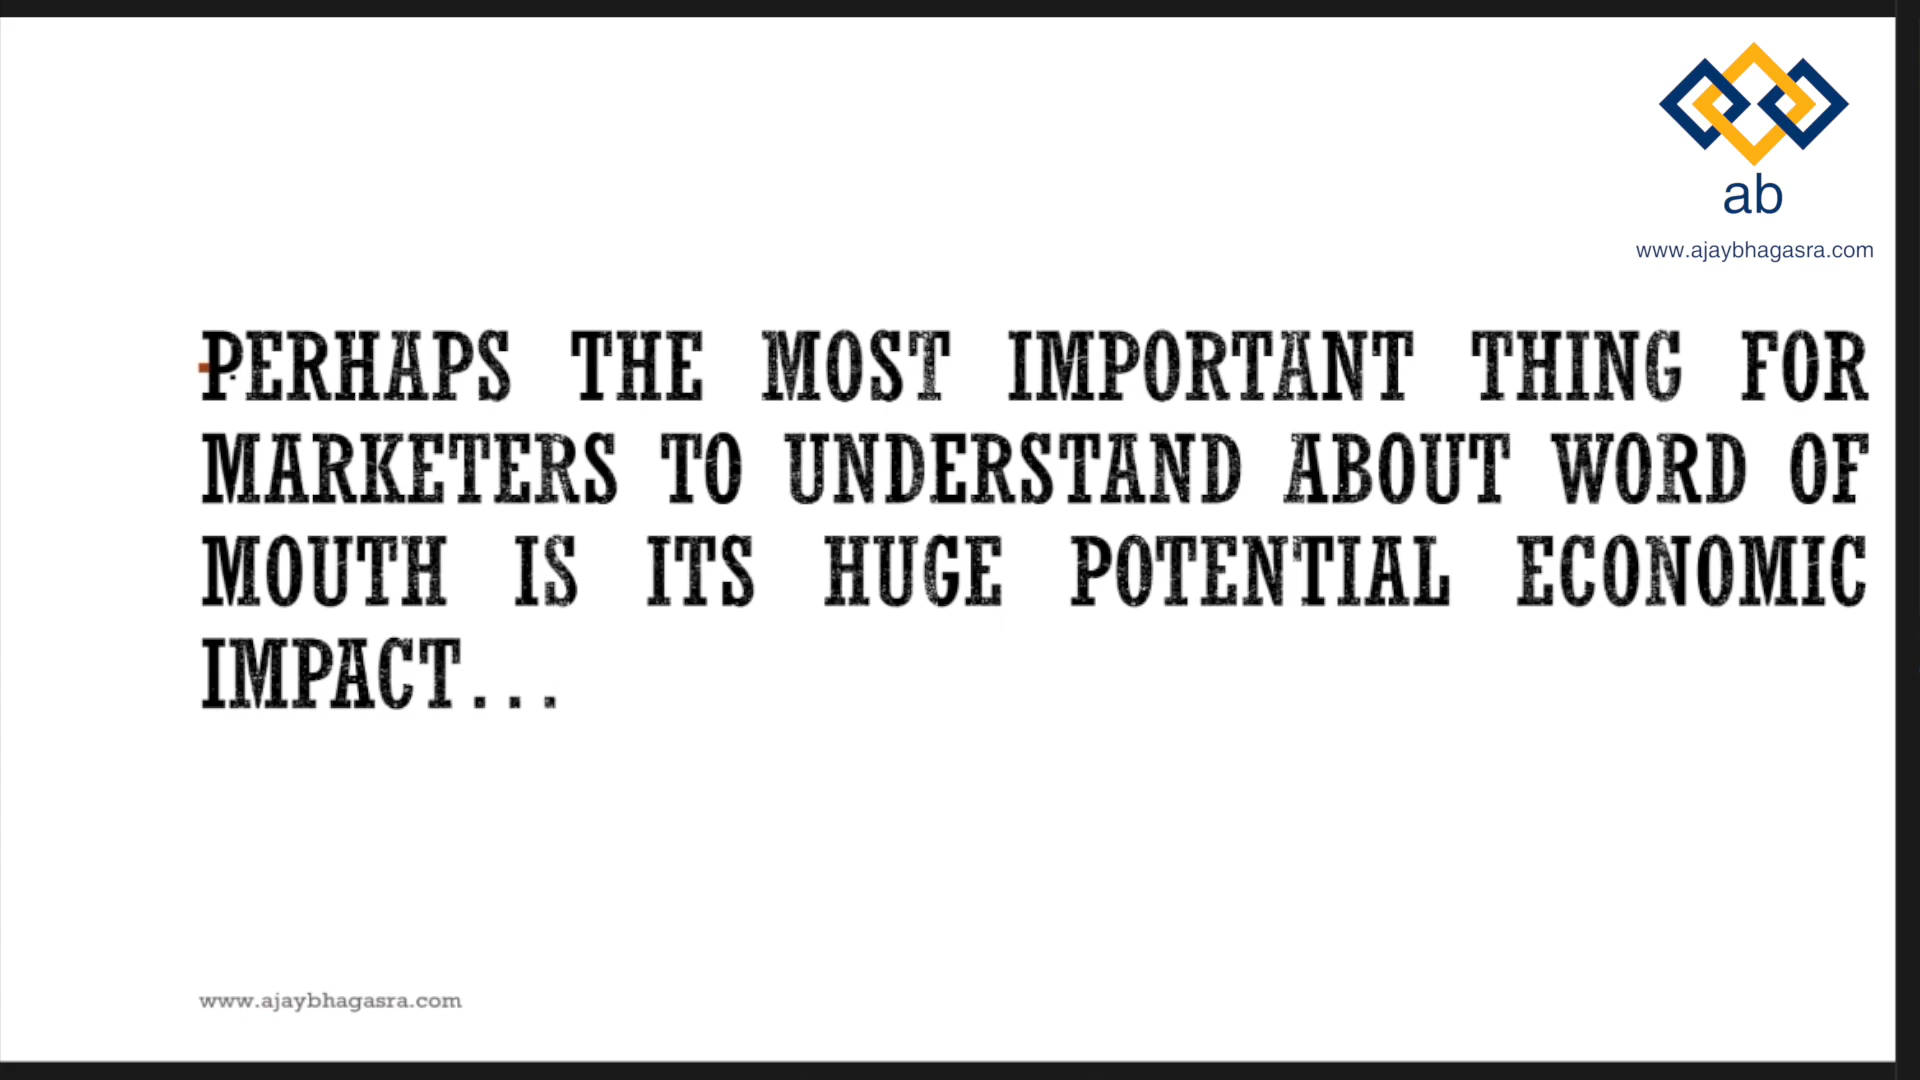 ab
www.ajaybhagasra.com
PERHAPS THE MOST IMPORTANT THING FOR
MARKETERS TO UNDERSTAND ABOUT WORD OF
MOUTH IS ITS HUGE POTENTIAL ECONOMIC
IMPACT...
www.ajaybhagasra.com